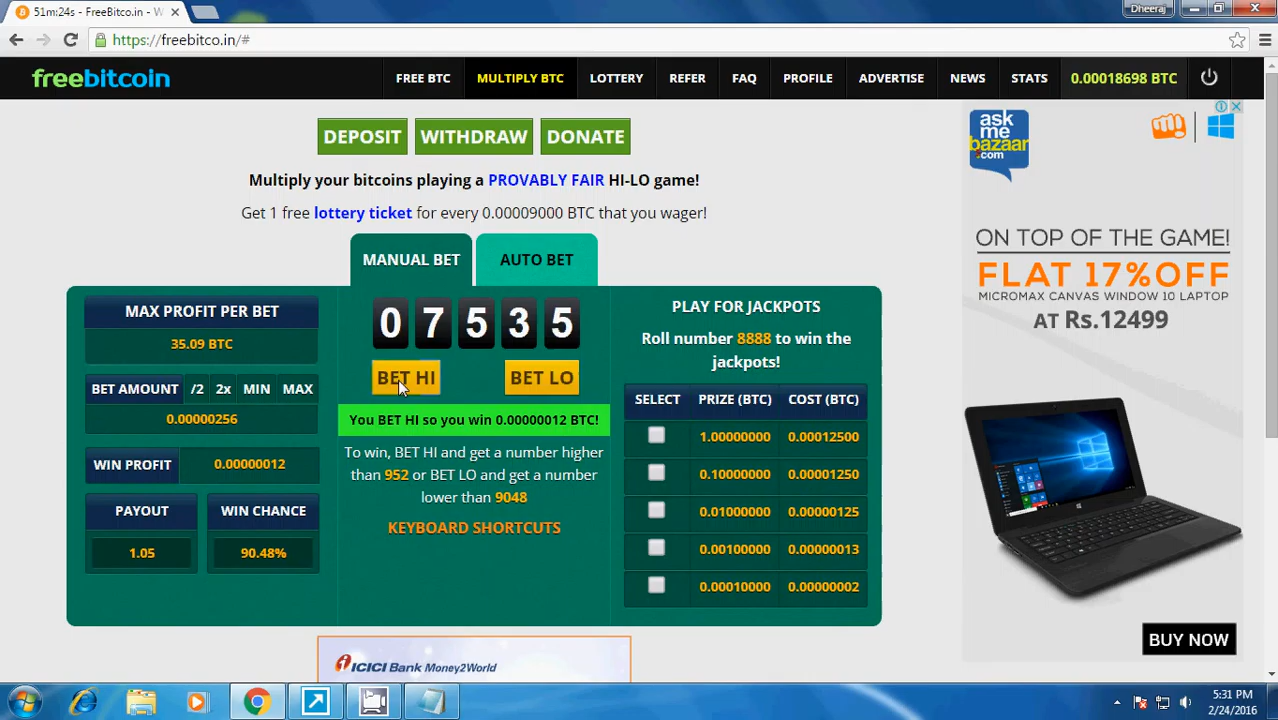 51m:24s - FreeBitco.in - W
Dheeraj
https://freebitco.in/#
freebitcoin
FREE BTC MULTIPLY BTC LOTTERY REFER FAQ PROFILE ADVERTISE NEWS STATS 0.00018698 BTC
DEPOSIT WITHDRAW DONATE
Multiply your bitcoins playing a PROVABLY FAIR HI-LO game!
Get 1 free lottery ticket for every 0.00009000 BTC that you wager!
MANUAL BET AUTO BET
MAX PROFIT PER BET
35.09 BTC
BET AMOUNT /2 2x MIN MAX
0.00000256
WIN PROFIT 0.00000012
PAYOUT WIN CHANCE
1.05 90.48%
0 7 5 3 5
BET HI BET LO
You BET HI so you win 0.00000012 BTC!
To win, BET HI and get a number higher
than 952 or BET LO and get a number
lower than 9048
KEYBOARD SHORTCUTS
PLAY FOR JACKPOTS
Roll number 8888 to win the
jackpots!
SELECT PRIZE (BTC) COST (BTC)
1.00000000 0.00012500
0.10000000 0.00001250
0.01000000 0.00000125
0.00100000 0.00000013
0.00010000 0.00000002
ask
me
bazaar
.com
ON TOP OF THE GAME!
FLAT 17%OFF
MICROMAX CANVAS WINDOW 10 LAPTOP
AT Rs.12499
BUY NOW
ICICI Bank Money2World
5:31 PM
2/24/2016